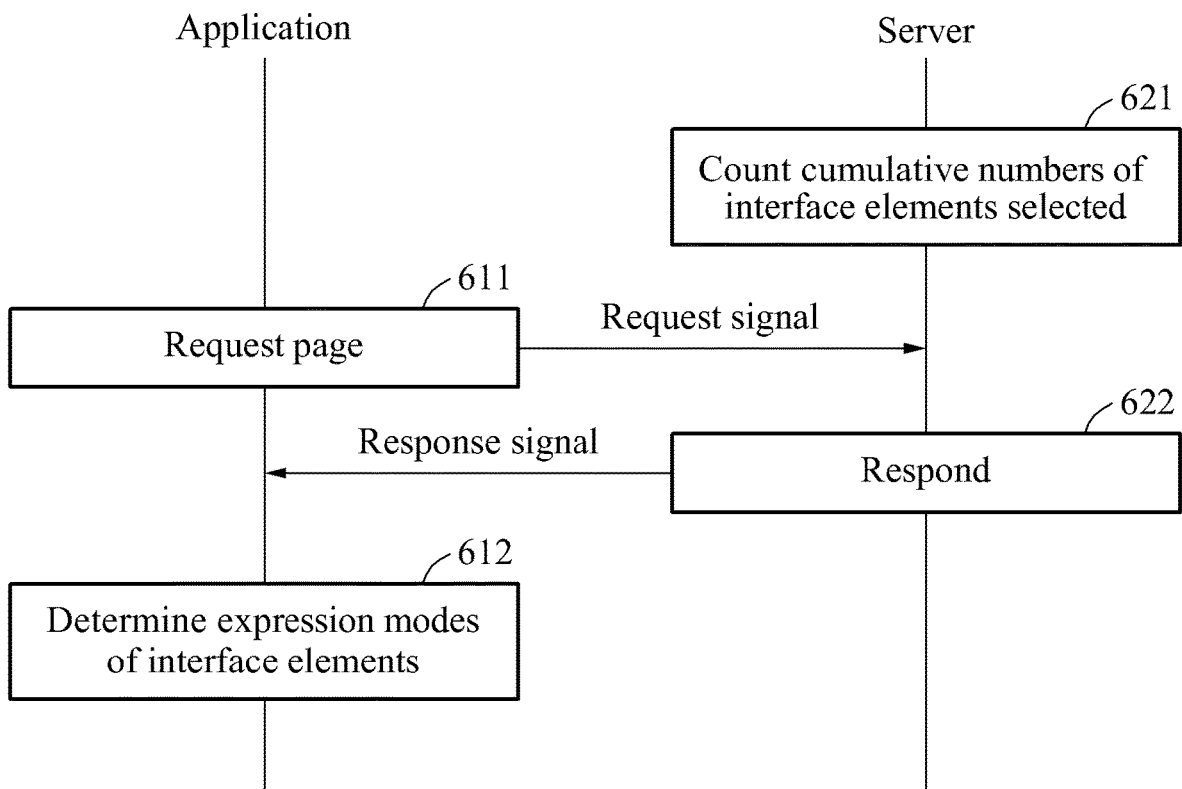 Application
Server
621
Count cumulative numbers of
interface elements selected
611
Request page
Request signal
622
Response signal
Respond
612
Determine expression modes
of interface elements